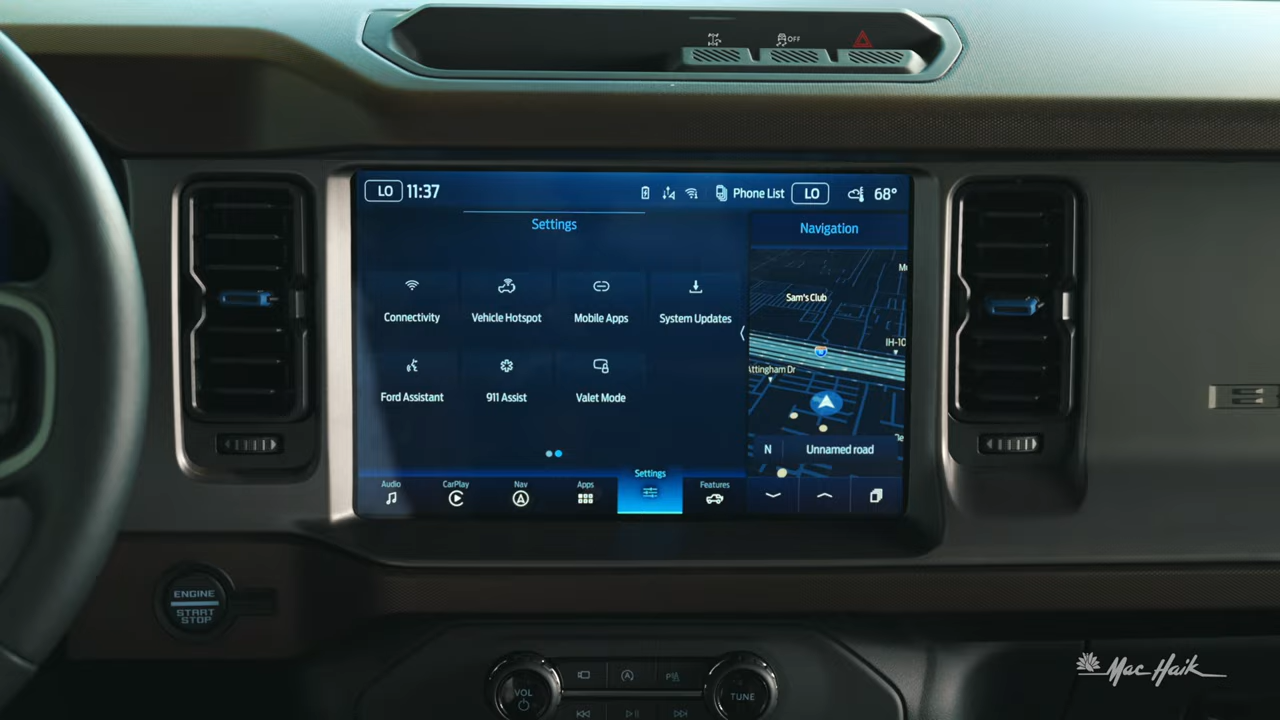 OFF
LO 11:37
Phone List LO 68°
Settings
Navigation
Sam's Club
Connectivity
Vehicle Hotspot
Mobile Apps
System Updates
IH-10
Attingham Dr
Ford Assistant
911 Assist
Valet Mode
N Unnamed road
Audio
CarPlay
Nav
Apps
Settings
Features
ENGINE
START
STOP
VOL
TUNE
Mac Haik